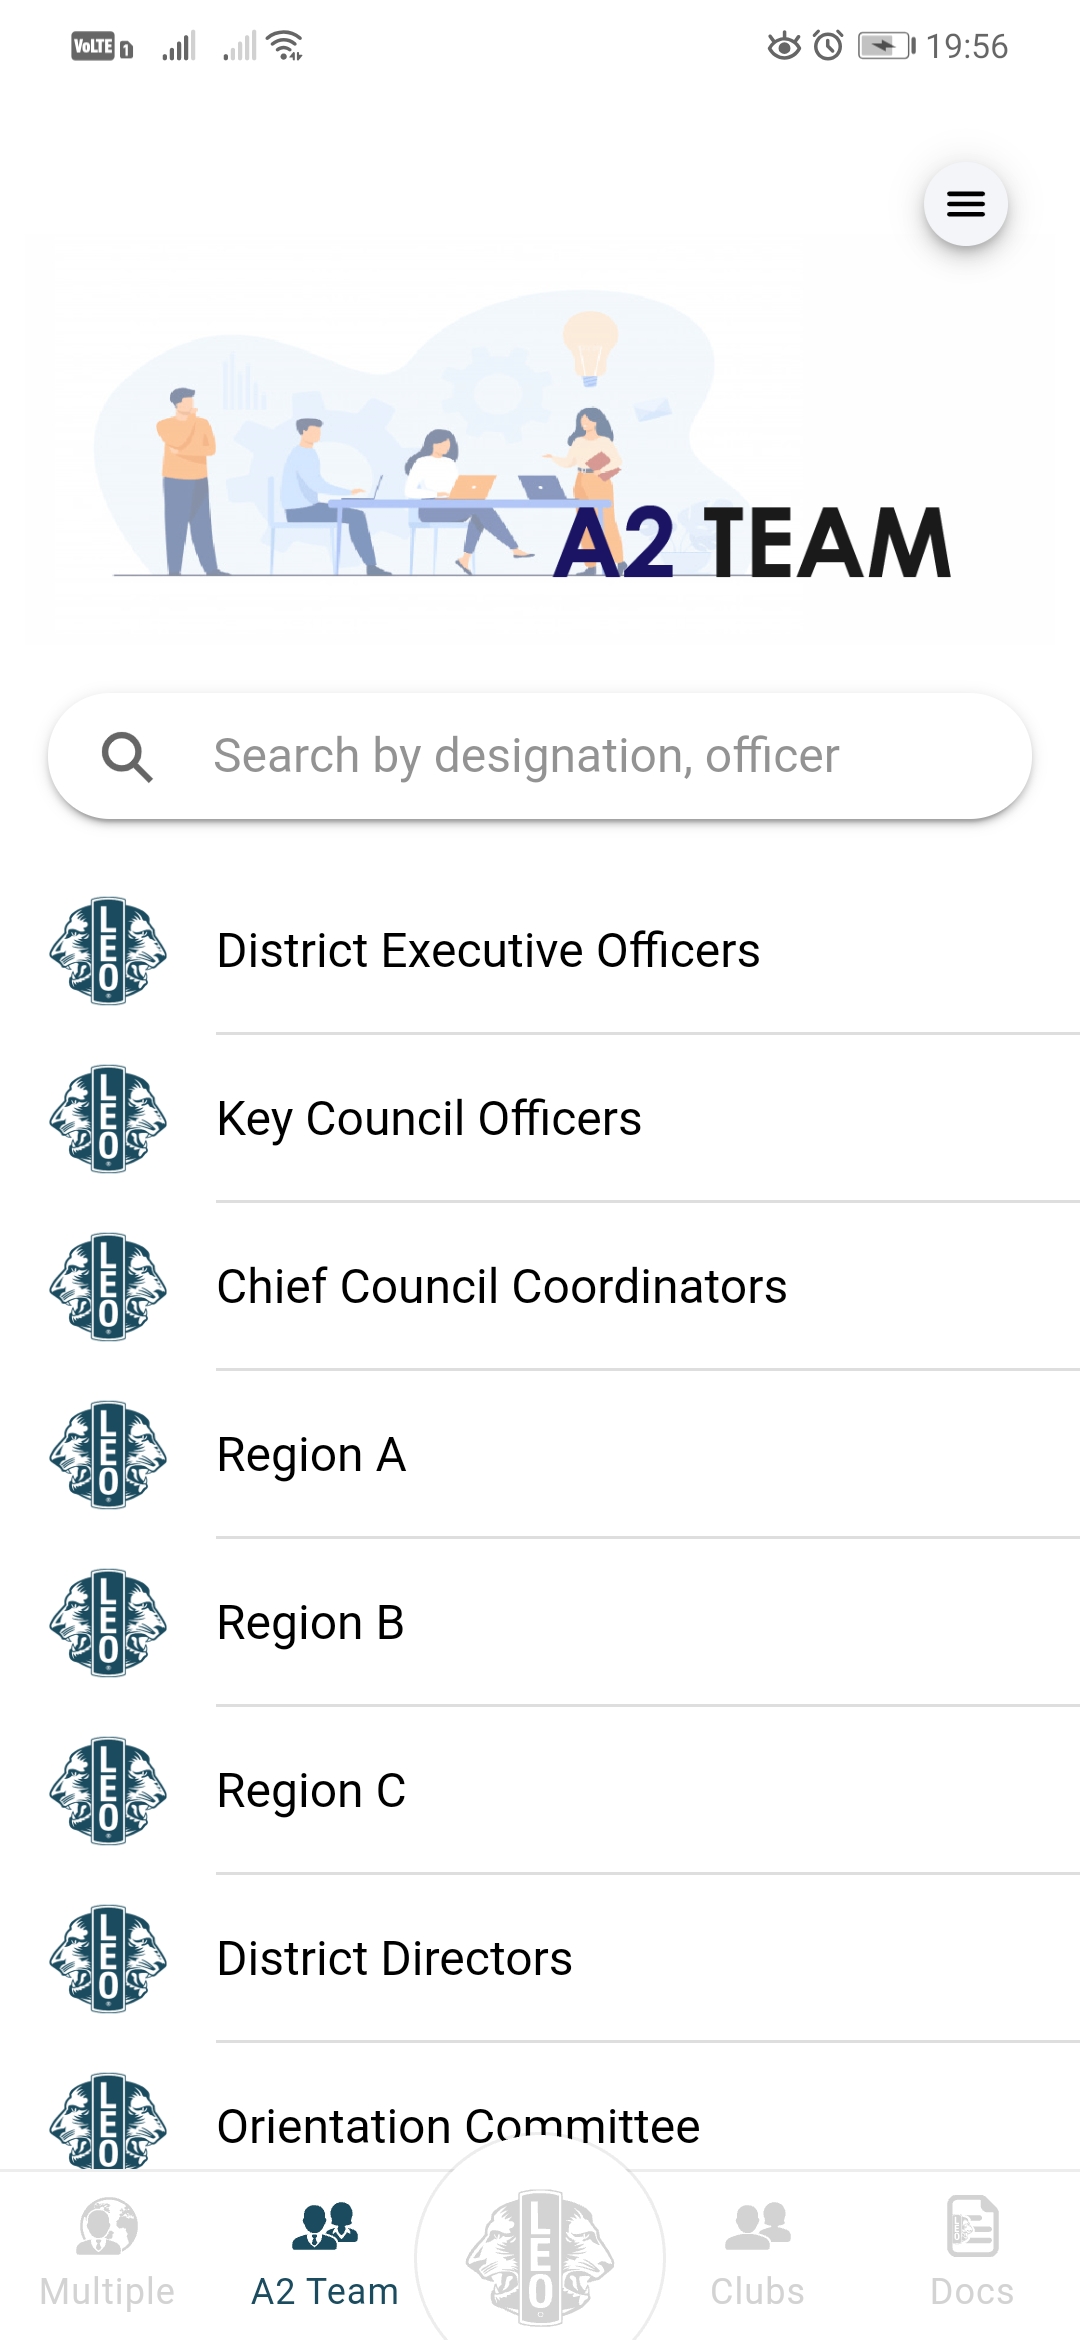 VoLTE 1 19:56
A2 TEAM
Search by designation, officer
LEO District Executive Officers
LEO Key Council Officers
LEO Chief Council Coordinators
LEO Region A
LEO Region B
LEO Region C
LEO District Directors
LEO Orientation Committee
LEO
Multiple A2 Team Clubs Docs